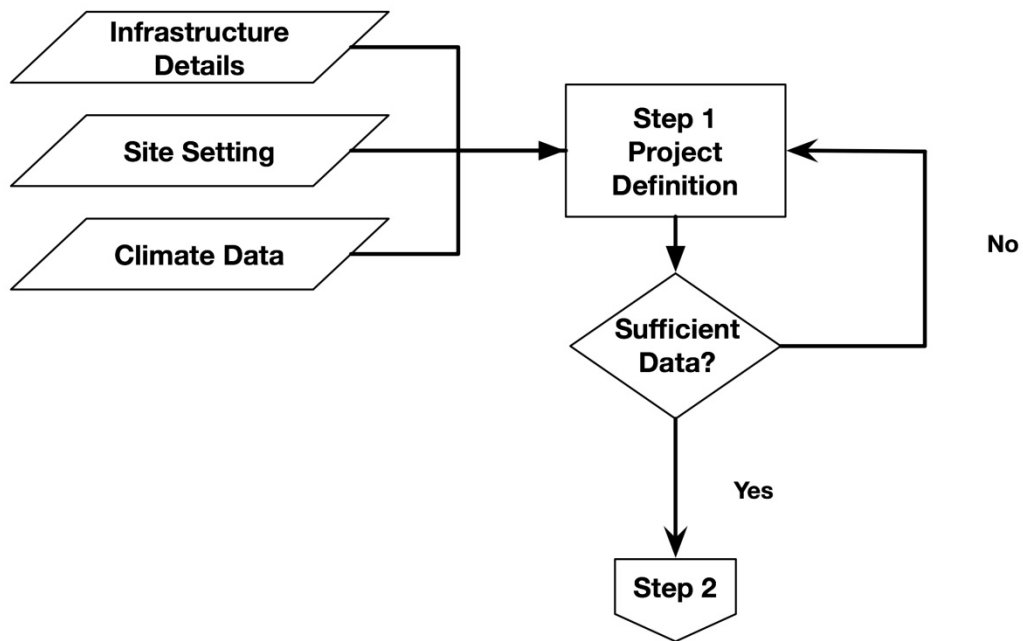 Infrastructure
Details
Site Setting
Climate Data
Step 1
Project
Definition
No
Sufficient
Data?
Yes
Step 2